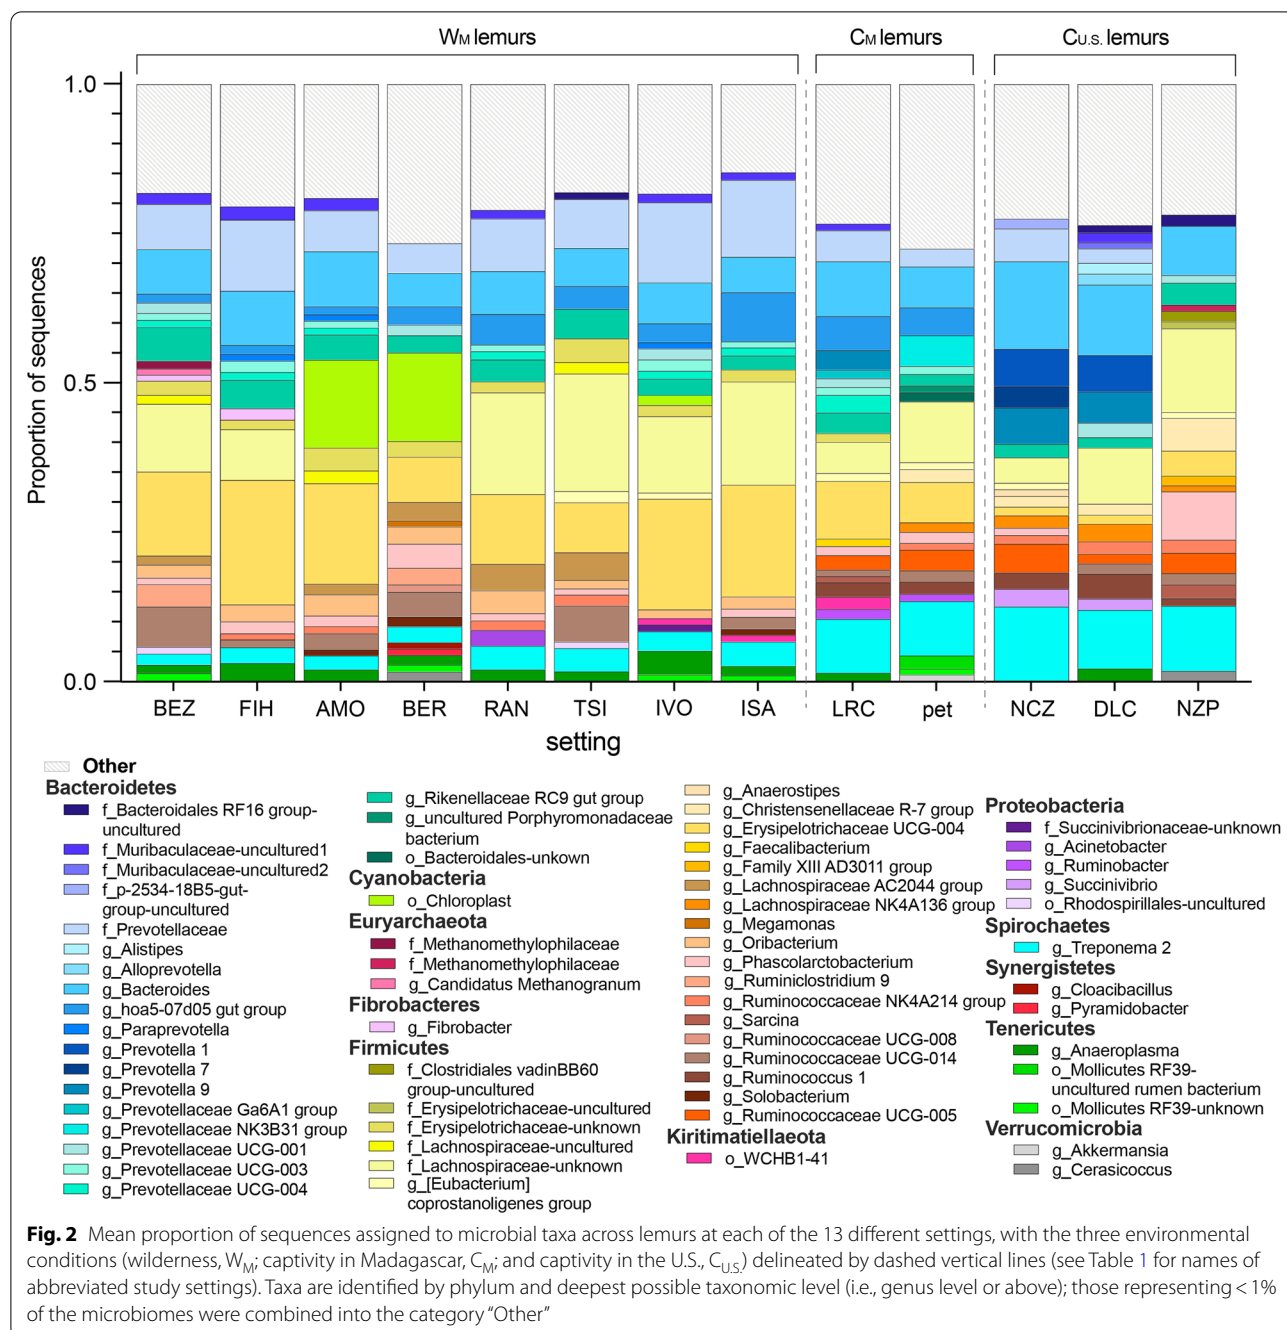 WM lemurs
CM lemurs
CU.S. lemurs
Proportion of sequences
1.0
0.5
0.0
BEZ FIH AMO BER RAN TSI IVO ISA LRC pet NCZ DLC NZP
setting
Other
Bacteroidetes
f_Bacteroidales RF16 group-
uncultured
f_Muribaculaceae-uncultured1
f_Muribaculaceae-uncultured2
f_p-2534-18B5-gut-
group-uncultured
f_Prevotellaceae
g_Alistipes
g_Alloprevotella
g_Bacteroides
g_hoa5-07d05 gut group
g_Paraprevotella
g_Prevotella 1
g_Prevotella 7
g_Prevotella 9
g_Prevotellaceae Ga6A1 group
g_Prevotellaceae NK3B31 group
g_Prevotellaceae UCG-001
g_Prevotellaceae UCG-003
g_Prevotellaceae UCG-004
g_Rikenellaceae RC9 gut group
g_uncultured Porphyromonadaceae
bacterium
o_Bacteroidales-unkown
Cyanobacteria
o_Chloroplast
Euryarchaeota
f_Methanomethylophilaceae
f_Methanomethylophilaceae
g_Candidatus Methanogranum
Fibrobacteres
g_Fibrobacter
Firmicutes
f_Clostridiales vadinBB60
group-uncultured
f_Erysipelotrichaceae-uncultured
f_Erysipelotrichaceae-unknown
f_Lachnospiraceae-uncultured
f_Lachnospiraceae-unknown
g_[Eubacterium]
coprostanoligenes group
g_Anaerostipes
g_Christensenellaceae R-7 group
g_Erysipelotrichaceae UCG-004
g_Faecalibacterium
g_Family XIII AD3011 group
g_Lachnospiraceae AC2044 group
g_Lachnospiraceae NK4A136 group
g_Megamonas
g_Oribacterium
g_Phascolarctobacterium
g_Ruminiclostridium 9
g_Ruminococcaceae NK4A214 group
g_Sarcina
g_Ruminococcaceae UCG-008
g_Ruminococcaceae UCG-014
g_Ruminococcus 1
g_Solobacterium
g_Ruminococcaceae UCG-005
Kiritimatiellaeota
o_WCHB1-41
Proteobacteria
f_Succinivibrionaceae-unknown
g_Acinetobacter
g_Ruminobacter
g_Succinivibrio
o_Rhodospirillales-uncultured
Spirochaetes
g_Treponema 2
Synergistetes
g_Cloacibacillus
g_Pyramidobacter
Tenericutes
g_Anaeroplasma
o_Mollicutes RF39-
uncultured rumen bacterium
o_Mollicutes RF39-unknown
Verrucomicrobia
g_Akkermansia
g_Cerasicoccus
Fig. 2 Mean proportion of sequences assigned to microbial taxa across lemurs at each of the 13 different settings, with the three environmental
conditions (wilderness, WM; captivity in Madagascar, CM; and captivity in the U.S., CU.S.) delineated by dashed vertical lines (see Table 1 for names of
abbreviated study settings). Taxa are identified by phylum and deepest possible taxonomic level (i.e., genus level or above); those representing < 1%
of the microbiomes were combined into the category “Other”